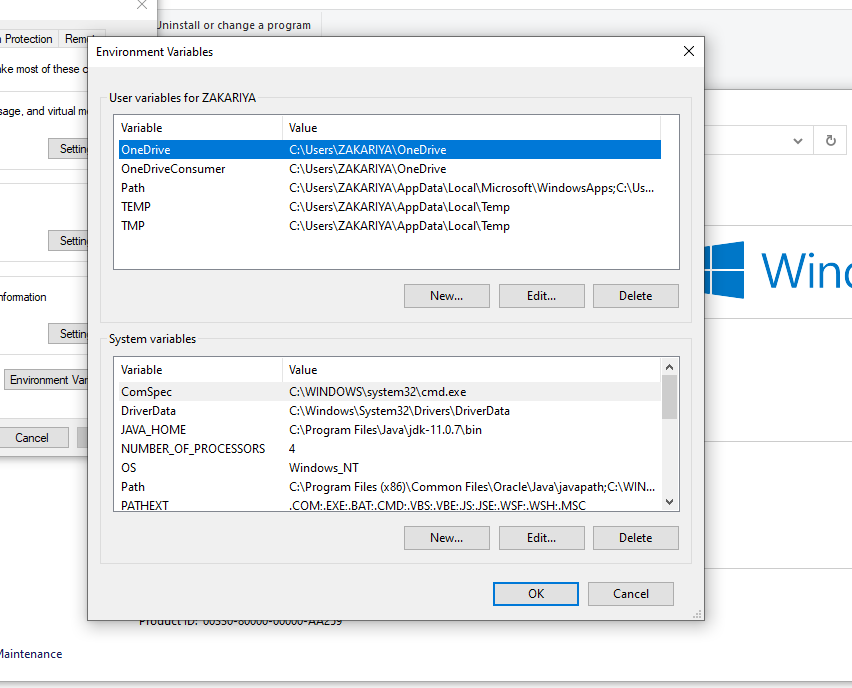 Uninstall or change a program
Protection Rem
ke most of these
Environment Variables
User variables for ZAKARIYA
sage, and virtual m
Variable Value
OneDrive C:\Users\ZAKARIYA\OneDrive
OneDriveConsumer C:\Users\ZAKARIYA\OneDrive
Path C:\Users\ZAKARIYA\AppData\Local\Microsoft\WindowsApps;C:\Us...
TEMP C:\Users\ZAKARIYA\AppData\Local\Temp
TMP C:\Users\ZAKARIYA\AppData\Local\Temp
Settin
Settin
nformation
Settin
Environment Var
Cancel
New... Edit... Delete
Wind
System variables
Variable Value
ComSpec C:\WINDOWS\system32\cmd.exe
DriverData C:\Windows\System32\Drivers\DriverData
JAVA_HOME C:\Program Files\Java\jdk-11.0.7\bin
NUMBER_OF_PROCESSORS 4
OS Windows_NT
Path C:\Program Files (x86)\Common Files\Oracle\Java\javapath;C:\WIN...
PATHEXT .COM;.EXE;.BAT;.CMD;.VBS;.VBE;.JS;.JSE;.WSF;.WSH;.MSC
New... Edit... Delete
OK Cancel
Product ID: 00330-80000-00000-AA259
Maintenance